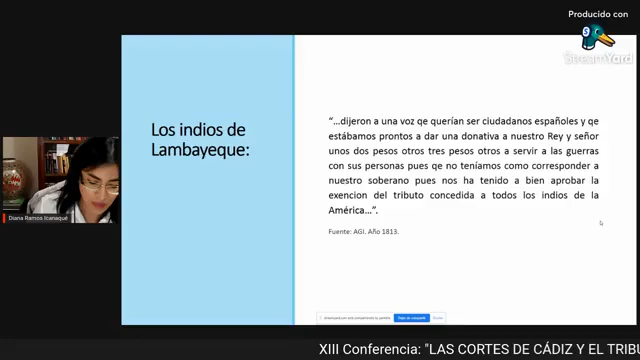 Producido con
StreamYard
Los indios de
Lambayeque:
“…dijeron a una voz qe querían ser ciudadanos españoles y qe
estábamos prontos a dar una donativa a nuestro Rey y señor
unos dos pesos otros tres pesos otros a servir a las guerras
con sus personas pues qe no teníamos como corresponder a
nuestro soberano pues nos ha tenido a bien aprobar la
exencion del tributo concedida a todos los indios de la
América…”.
Fuente: AGI. Año 1813.
Diana Ramos Icanaqué
Dejar de compartir
Ocultar
XIII Conferencia: "LAS CORTES DE CÁDIZ Y EL TRIBU